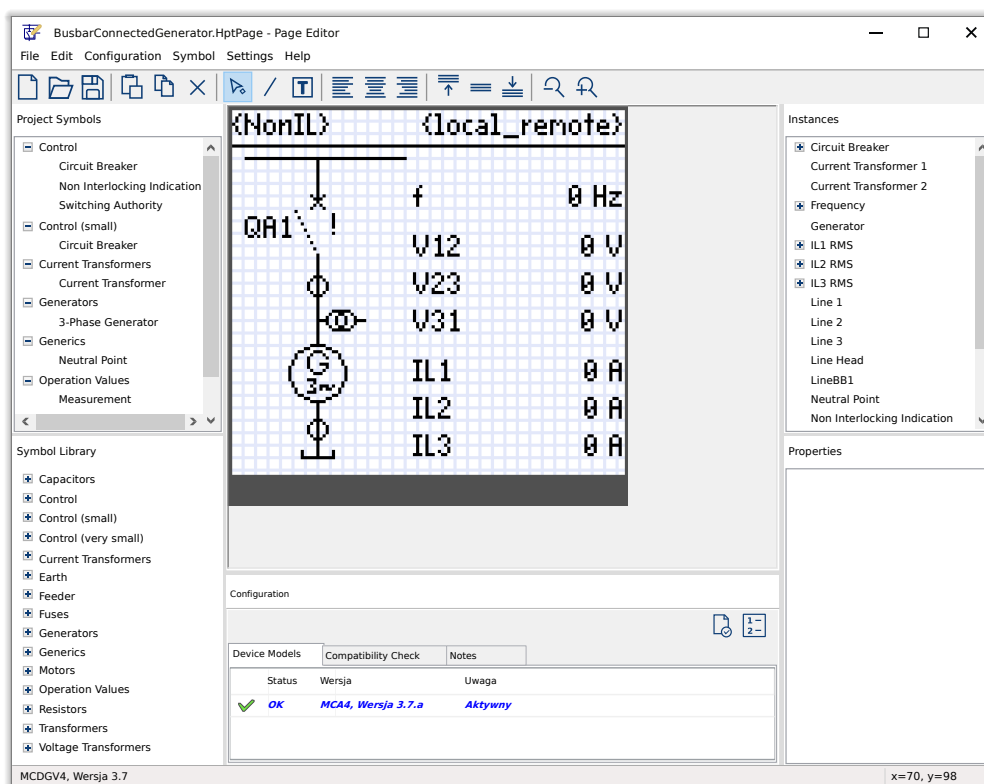 BusbarConnectedGenerator.HptPage - Page Editor
File Edit Configuration Symbol Settings Help
T
Project Symbols
Control
Circuit Breaker
Non Interlocking Indication
Switching Authority
Control (small)
Circuit Breaker
Current Transformers
Current Transformer
Generators
3-Phase Generator
Generics
Neutral Point
Operation Values
Measurement
Symbol Library
Capacitors
Control
Control (small)
Control (very small)
Current Transformers
Earth
Feeder
Fuses
Generators
Generics
Motors
Operation Values
Resistors
Transformers
Voltage Transformers
{NonIL} {local_remote}
f 0 Hz
QA1 !
V12 0 V
V23 0 V
V31 0 V
G
3~
IL1 0 A
IL2 0 A
IL3 0 A
Configuration
1
2
Device Models Compatibility Check Notes
Status Wersja Uwaga
OK MCA4, Wersja 3.7.a Aktywny
Instances
Circuit Breaker
Current Transformer 1
Current Transformer 2
Frequency
Generator
IL1 RMS
IL2 RMS
IL3 RMS
Line 1
Line 2
Line 3
Line Head
LineBB1
Neutral Point
Non Interlocking Indication
Properties
MCDGV4, Wersja 3.7 x=70, y=98